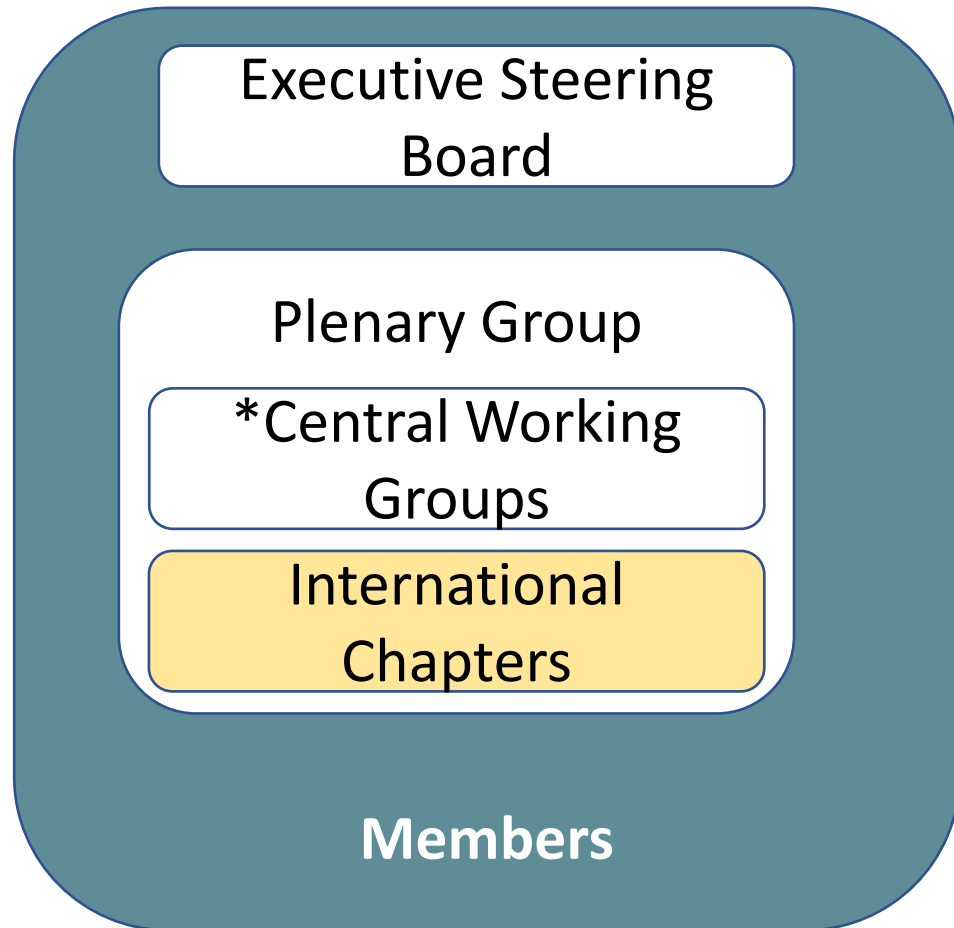 Executive Steering
Board
Plenary Group
*Central Working
Groups
International
Chapters
Members